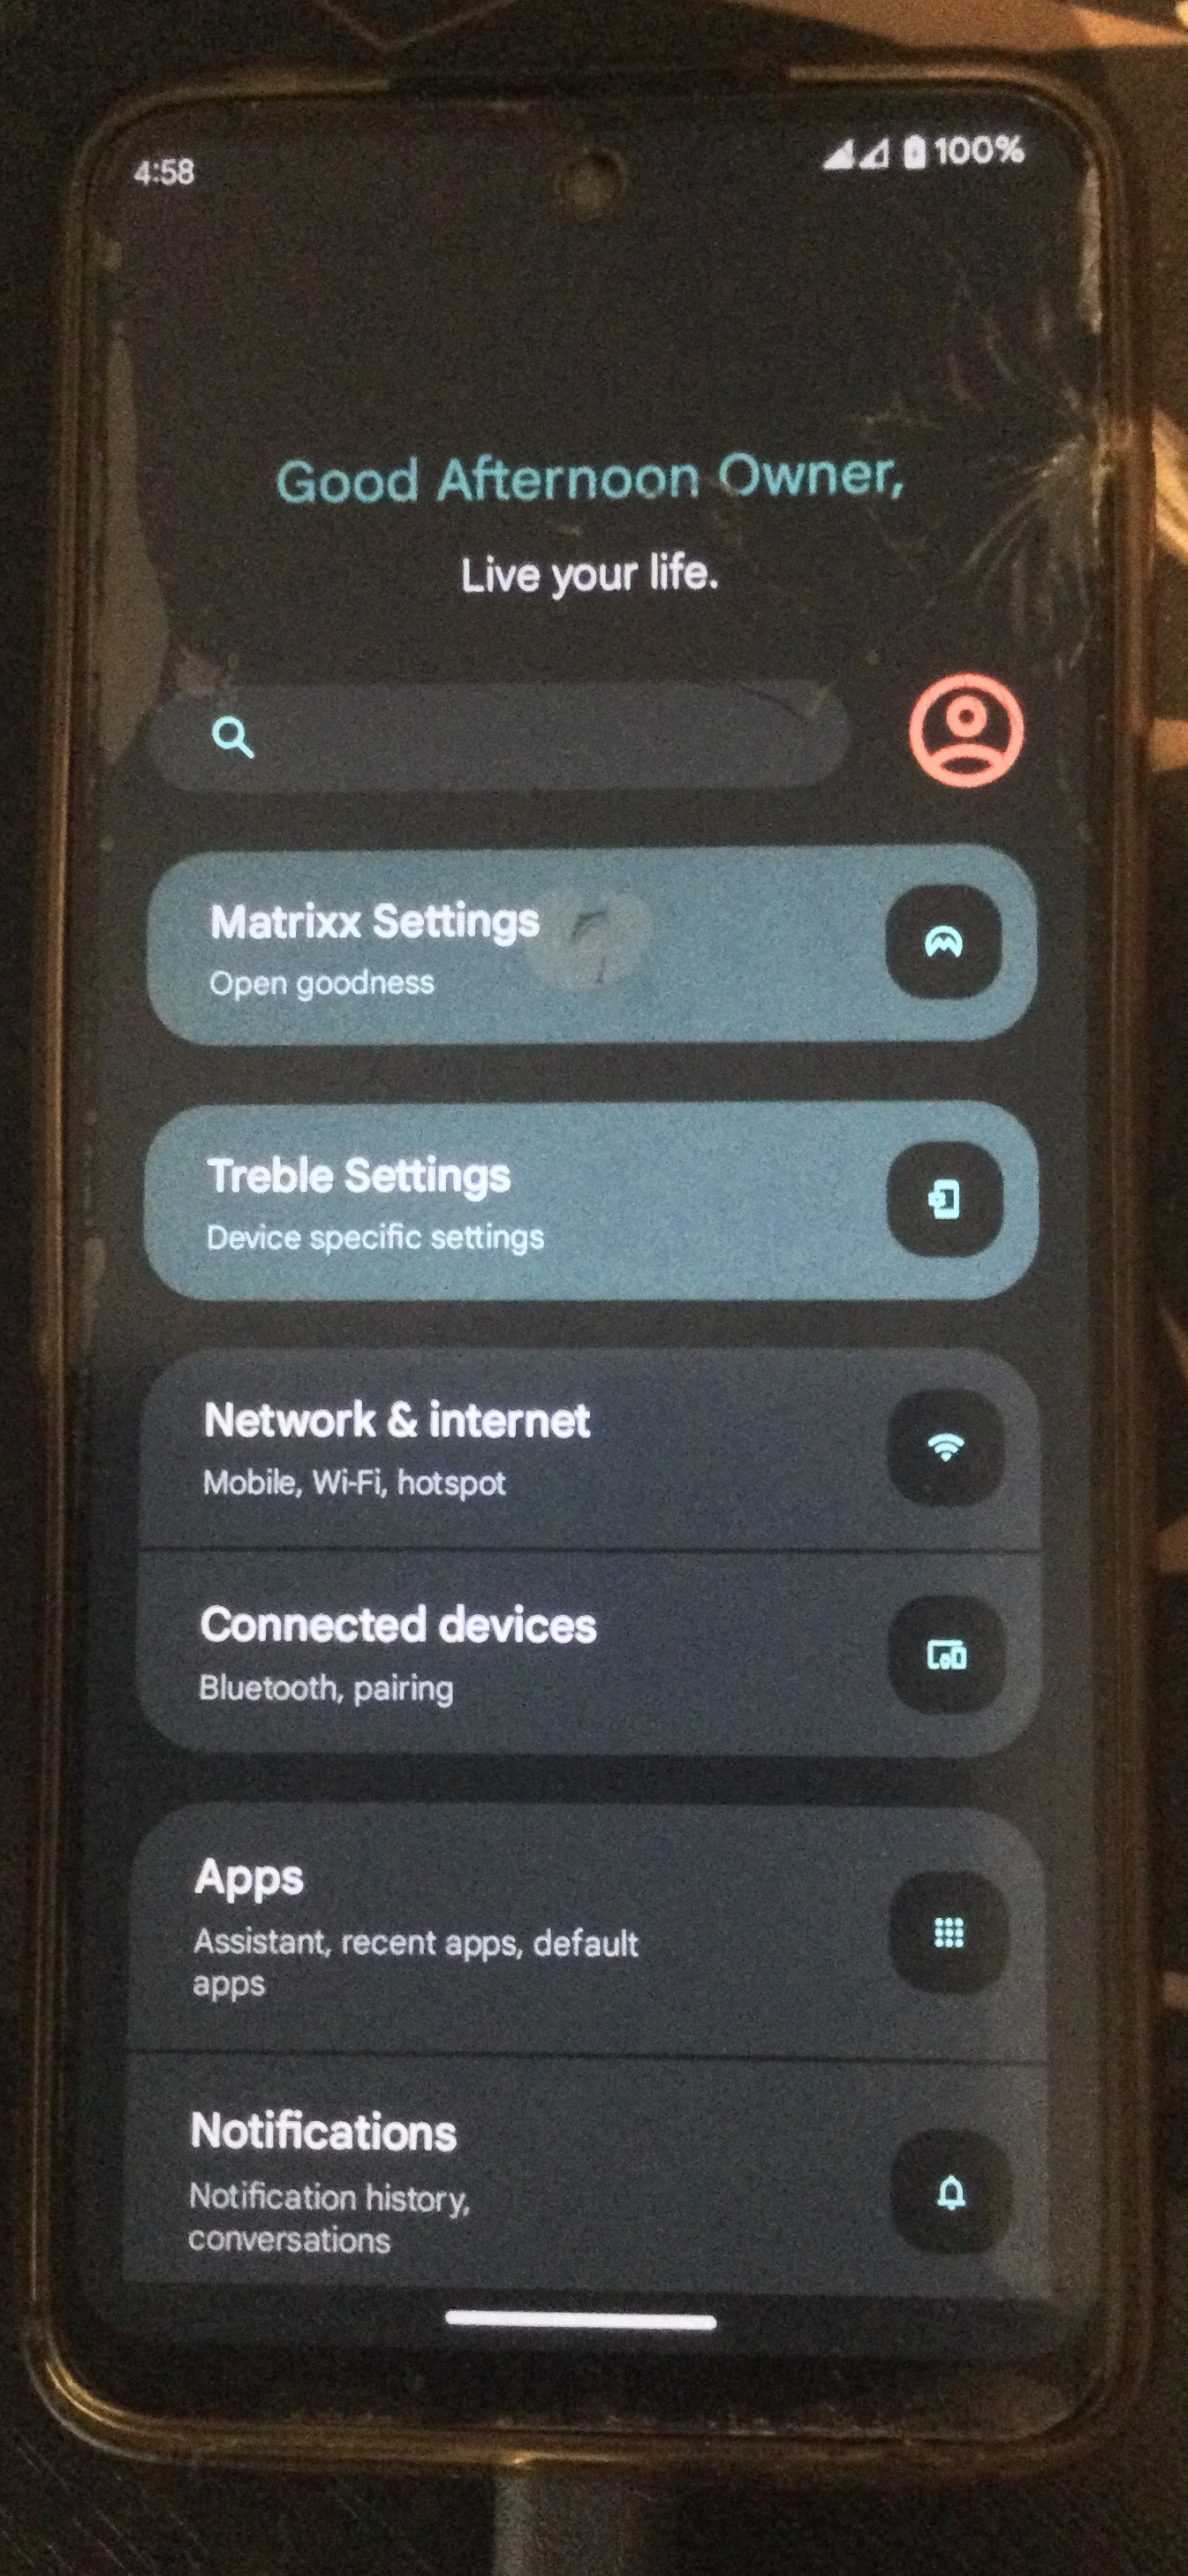 4:58
100%
Good Afternoon Owner,
Live your life.
Matrixx Settings
Open goodness
Treble Settings
Device specific settings
Network & internet
Mobile, Wi-Fi, hotspot
Connected devices
Bluetooth, pairing
Apps
Assistant, recent apps, default
apps
Notifications
Notification history,
conversations